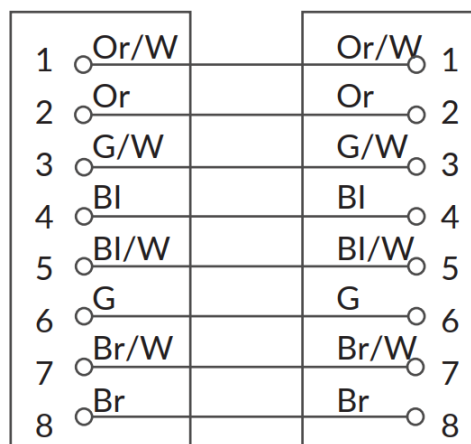 1 Or/W Or/W 1
2 Or Or 2
3 G/W G/W 3
4 Bl Bl 4
5 Bl/W Bl/W 5
6 G G 6
7 Br/W Br/W 7
8 Br Br 8